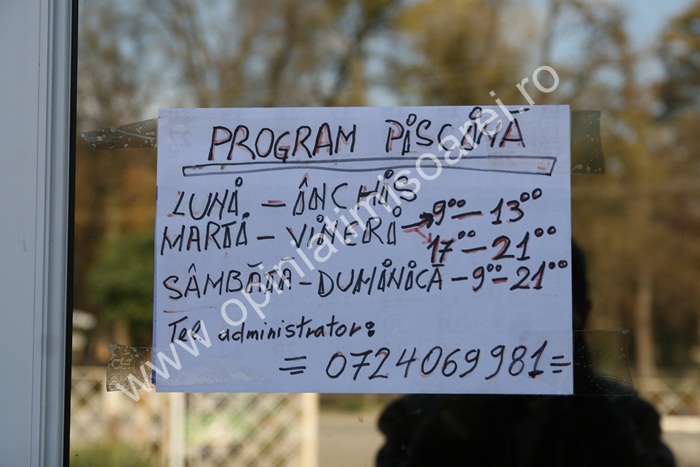 PROGRAM PISCINĂ
LUNI - ÎNCHIS
MARTI - VINERI → 9⁰⁰ - 13⁰⁰
17⁰⁰ - 21⁰⁰
SÂMBĂTĂ - DUMINICĂ - 9⁰⁰ - 21⁰⁰
Tel administrator:
= 0724069981 =
www.opiniatimisoarei.ro